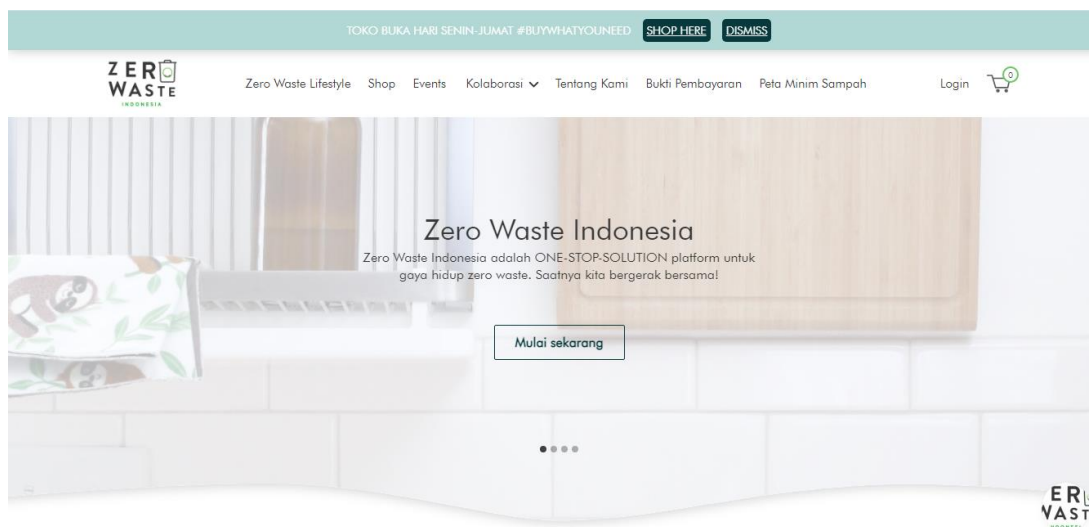 TOKO BUKA HARI SENIN-JUMAT #BUYWHATYOUNEED SHOP HERE DISMISS
ZERO
WASTE
INDONESIA
Zero Waste Lifestyle Shop Events Kolaborasi Tentang Kami Bukti Pembayaran Peta Minim Sampah Login 0
Zero Waste Indonesia
Zero Waste Indonesia adalah ONE-STOP-SOLUTION platform untuk
gaya hidup zero waste. Saatnya kita bergerak bersama!
Mulai sekarang